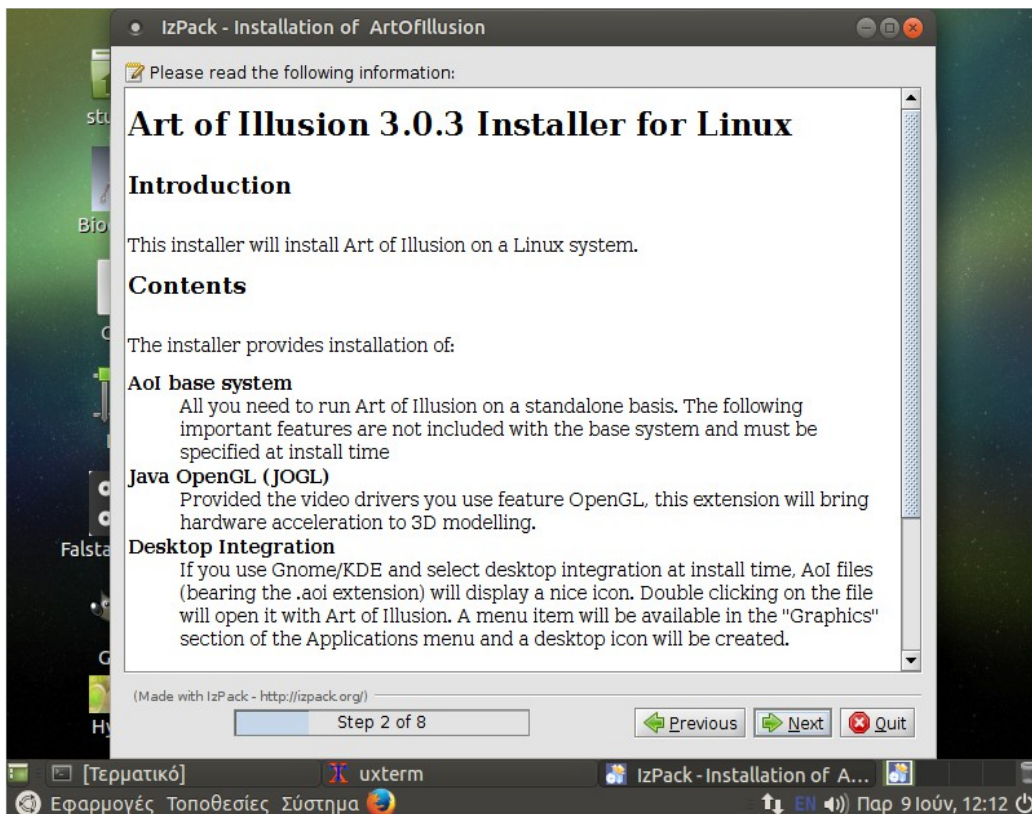 IzPack - Installation of ArtOfIllusion
Please read the following information:
Art of Illusion 3.0.3 Installer for Linux
Introduction
This installer will install Art of Illusion on a Linux system.
Contents
The installer provides installation of:
AoI base system
All you need to run Art of Illusion on a standalone basis. The following
important features are not included with the base system and must be
specified at install time
Java OpenGL (JOGL)
Provided the video drivers you use feature OpenGL, this extension will bring
hardware acceleration to 3D modelling.
Desktop Integration
If you use Gnome/KDE and select desktop integration at install time, AoI files
(bearing the .aoi extension) will display a nice icon. Double clicking on the file
will open it with Art of Illusion. A menu item will be available in the "Graphics"
section of the Applications menu and a desktop icon will be created.
(Made with IzPack - http://izpack.org/)
Step 2 of 8
Previous
Next
Quit
stu
Bio
Falsta
Hy
[Τερματικό]
uxterm
IzPack - Installation of A...
Εφαρμογές Τοποθεσίες Σύστημα
EN
Παρ 9 Ιούν, 12:12